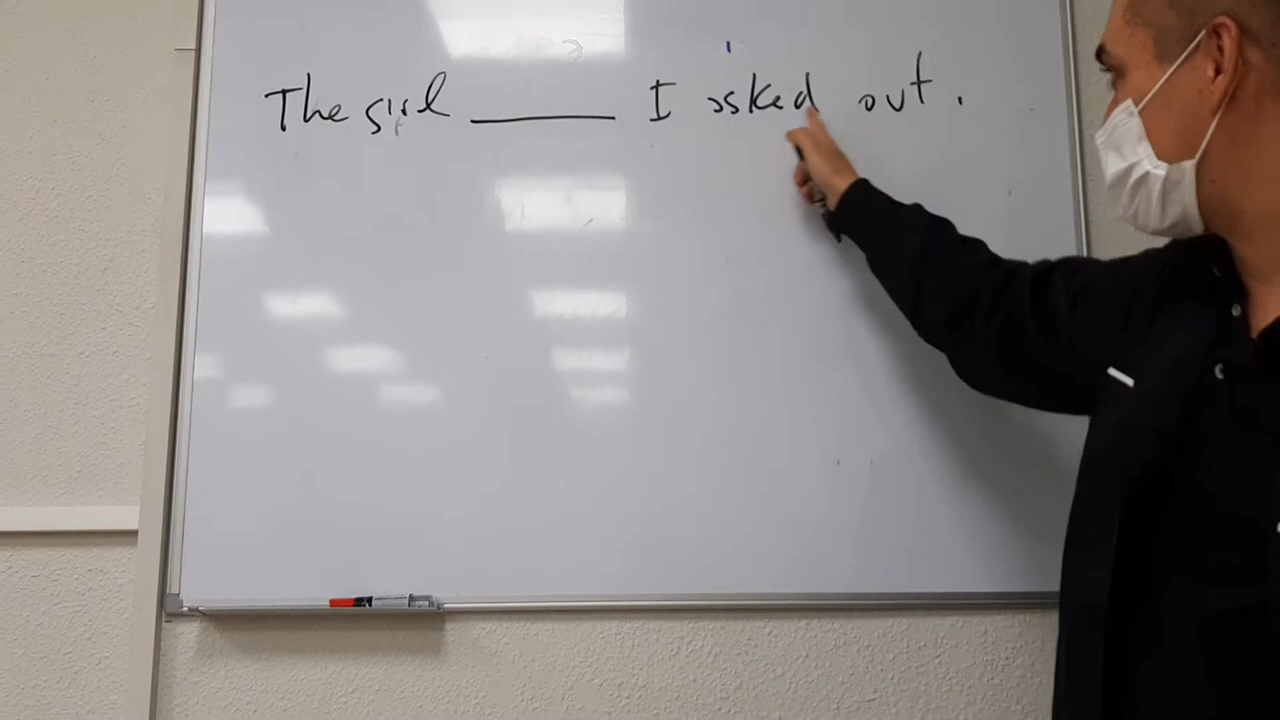 The girl ______ I asked out.